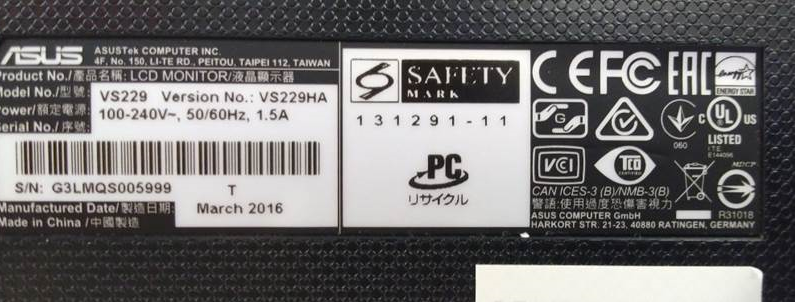 ASUS
ASUSTek COMPUTER INC.
4F, No. 150, LI-TE RD., PEITOU, TAIPEI 112, TAIWAN
Product No./產品名稱: LCD MONITOR/液晶顯示器
Model No./型號: VS229 Version No.: VS229HA
Power/額定電源: 100-240V~, 50/60Hz, 1.5A
Serial No./ 序號:
S/N: G3LMQS005999 T
Manufactured Date/製造日期: March 2016
Made in China /中國製造
SAFETY
MARK
131291-11
PC
リサイクル
CE FC EAC
ENERGY STAR
G
060
C UL US
LISTED
I.T.E.
E144096
VCI TCO
CAN ICES-3 (B)/NMB-3(B)
警語:使用過度恐傷害視力
R31018
ASUS COMPUTER GmbH
HARKORT STR. 21-23, 40880 RATINGEN, GERMANY